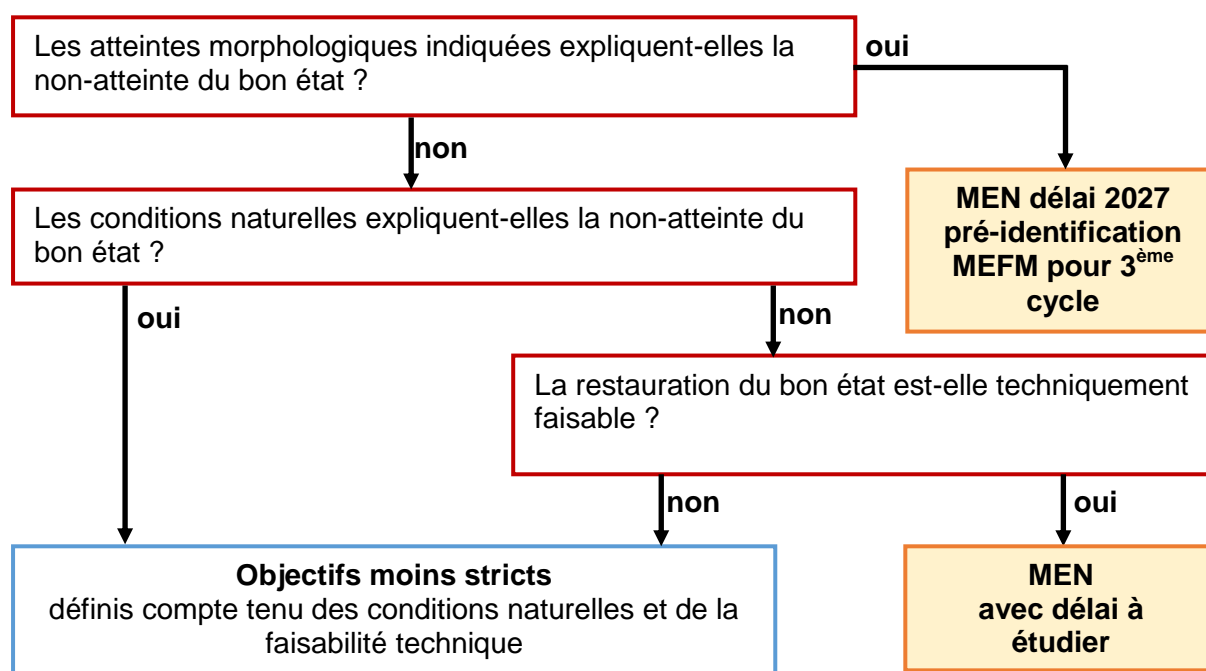 Les atteintes morphologiques indiquées expliquent-elles la
non-atteinte du bon état ?
oui
non
MEN délai 2027
pré-identification
MEFM pour 3ème
cycle
Les conditions naturelles expliquent-elles la non-atteinte du
bon état ?
oui
non
La restauration du bon état est-elle techniquement
faisable ?
non
oui
Objectifs moins stricts
définis compte tenu des conditions naturelles et de la
faisabilité technique
MEN
avec délai à
étudier